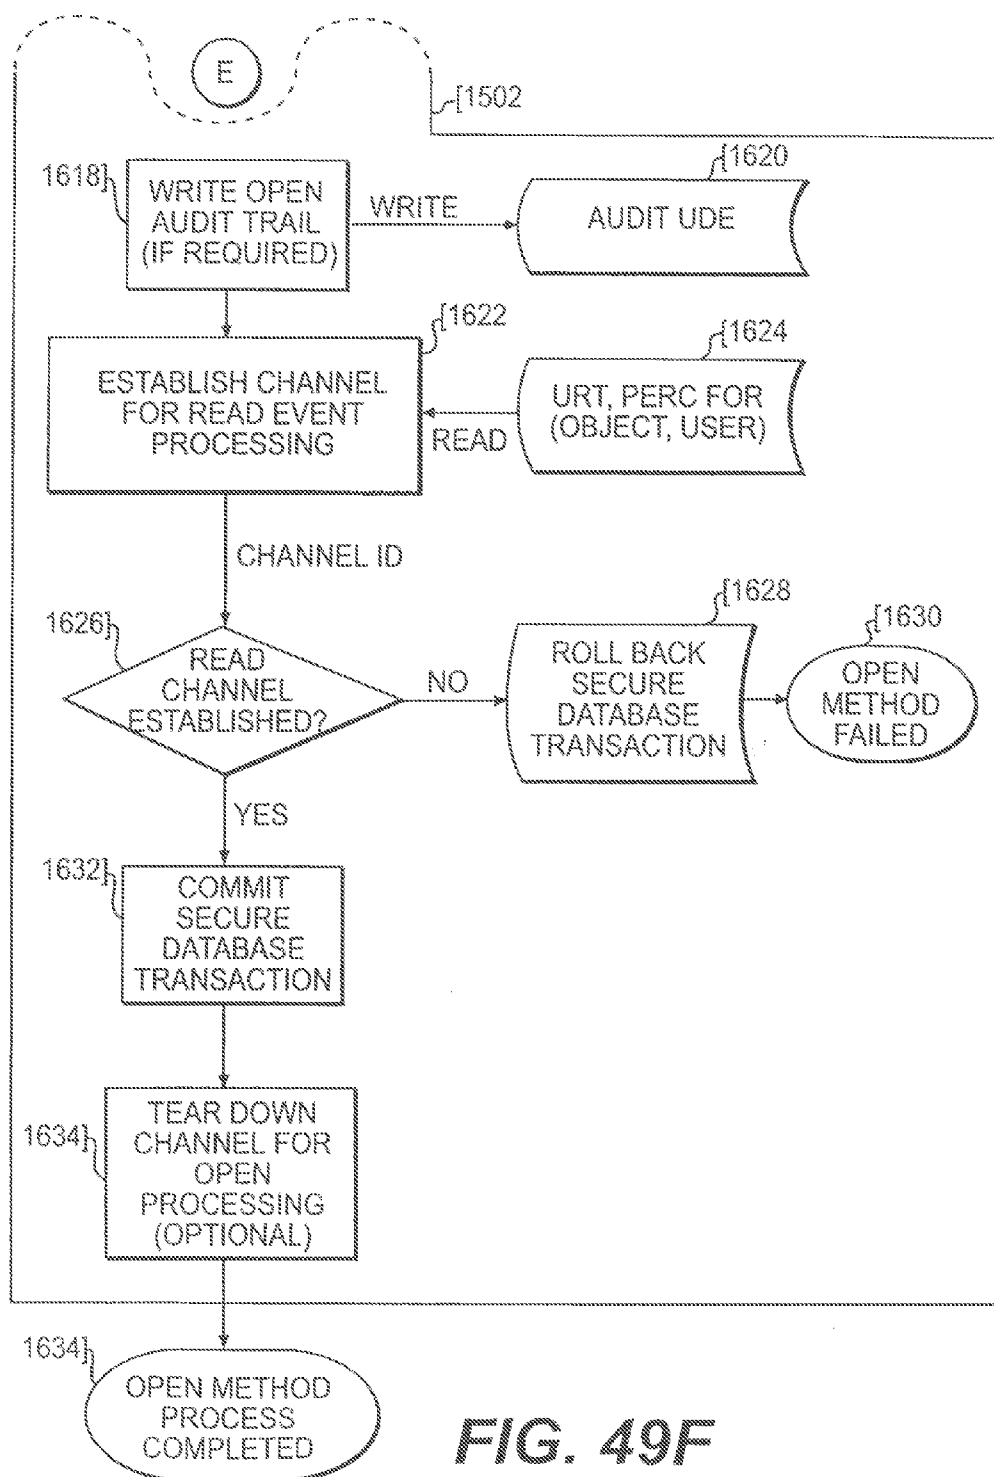 E
[1502
1618]
WRITE OPEN
AUDIT TRAIL
(IF REQUIRED)
WRITE
[1620
AUDIT UDE
[1622
ESTABLISH CHANNEL
FOR READ EVENT
PROCESSING
READ
[1624
URT, PERC FOR
(OBJECT, USER)
CHANNEL ID
1626]
READ
CHANNEL
ESTABLISHED?
NO
[1628
ROLL BACK
SECURE
DATABASE
TRANSACTION
[1630
OPEN
METHOD
FAILED
YES
1632]
COMMIT
SECURE
DATABASE
TRANSACTION
1634]
TEAR DOWN
CHANNEL FOR
OPEN
PROCESSING
(OPTIONAL)
1634]
OPEN METHOD
PROCESS
COMPLETED
FIG. 49F